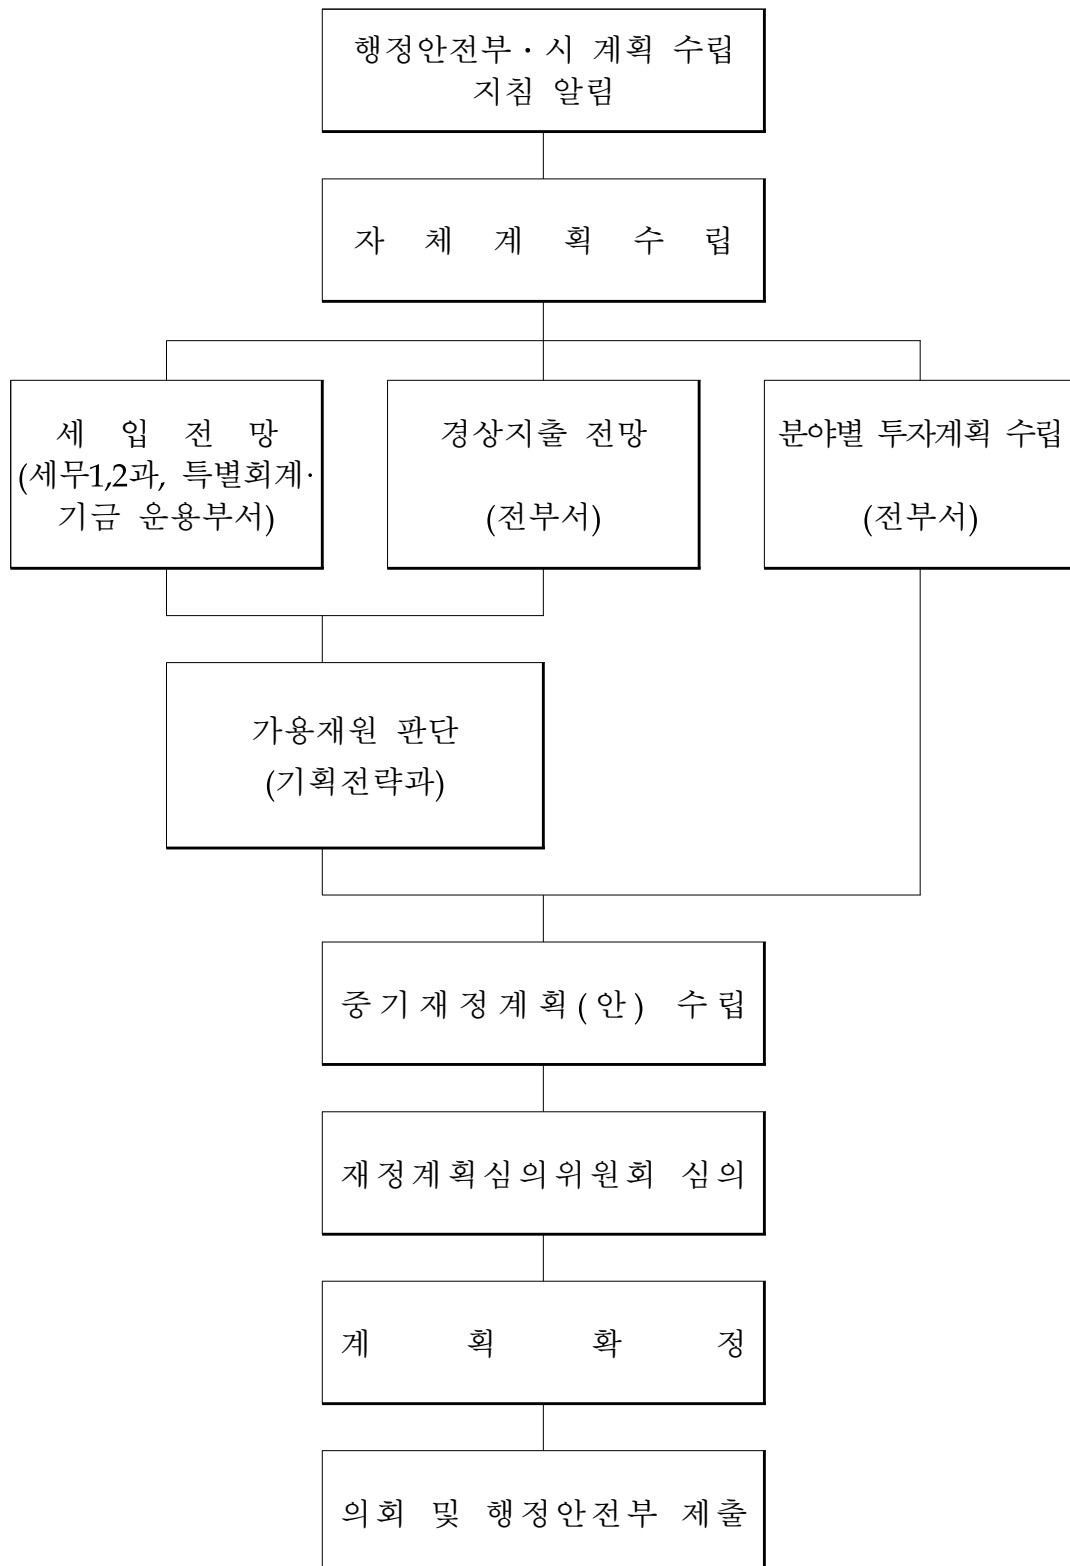 행정안전부·시 계획 수립
지침 알림
자 체 계 획 수 립
세 입 전 망
(세무1,2과, 특별회계·
기금 운용부서)
경상지출 전망
(전부서)
분야별 투자계획 수립
(전부서)
가용재원 판단
(기획전략과)
중기재정계획(안) 수립
재정계획심의위원회 심의
계 획 확 정
의회 및 행정안전부 제출